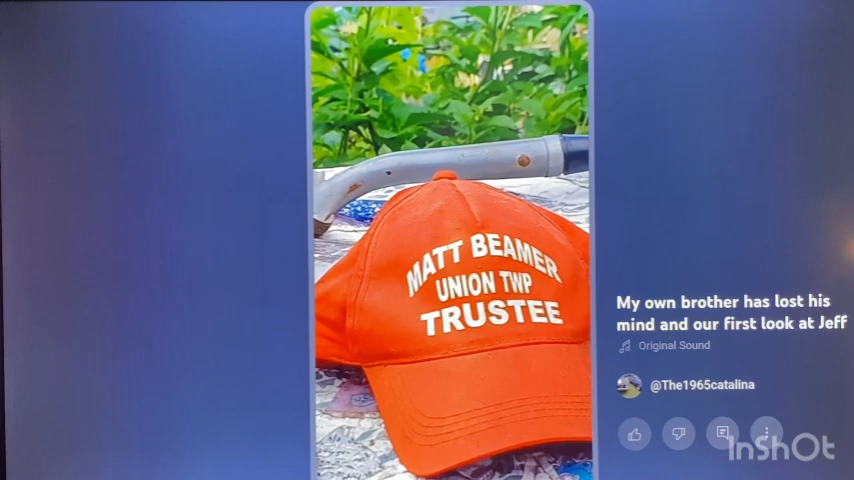 MATT BEAMER
UNION TWP
TRUSTEE
My own brother has lost his
mind and our first look at Jeff
Original Sound
@The1965catalina
InShOt